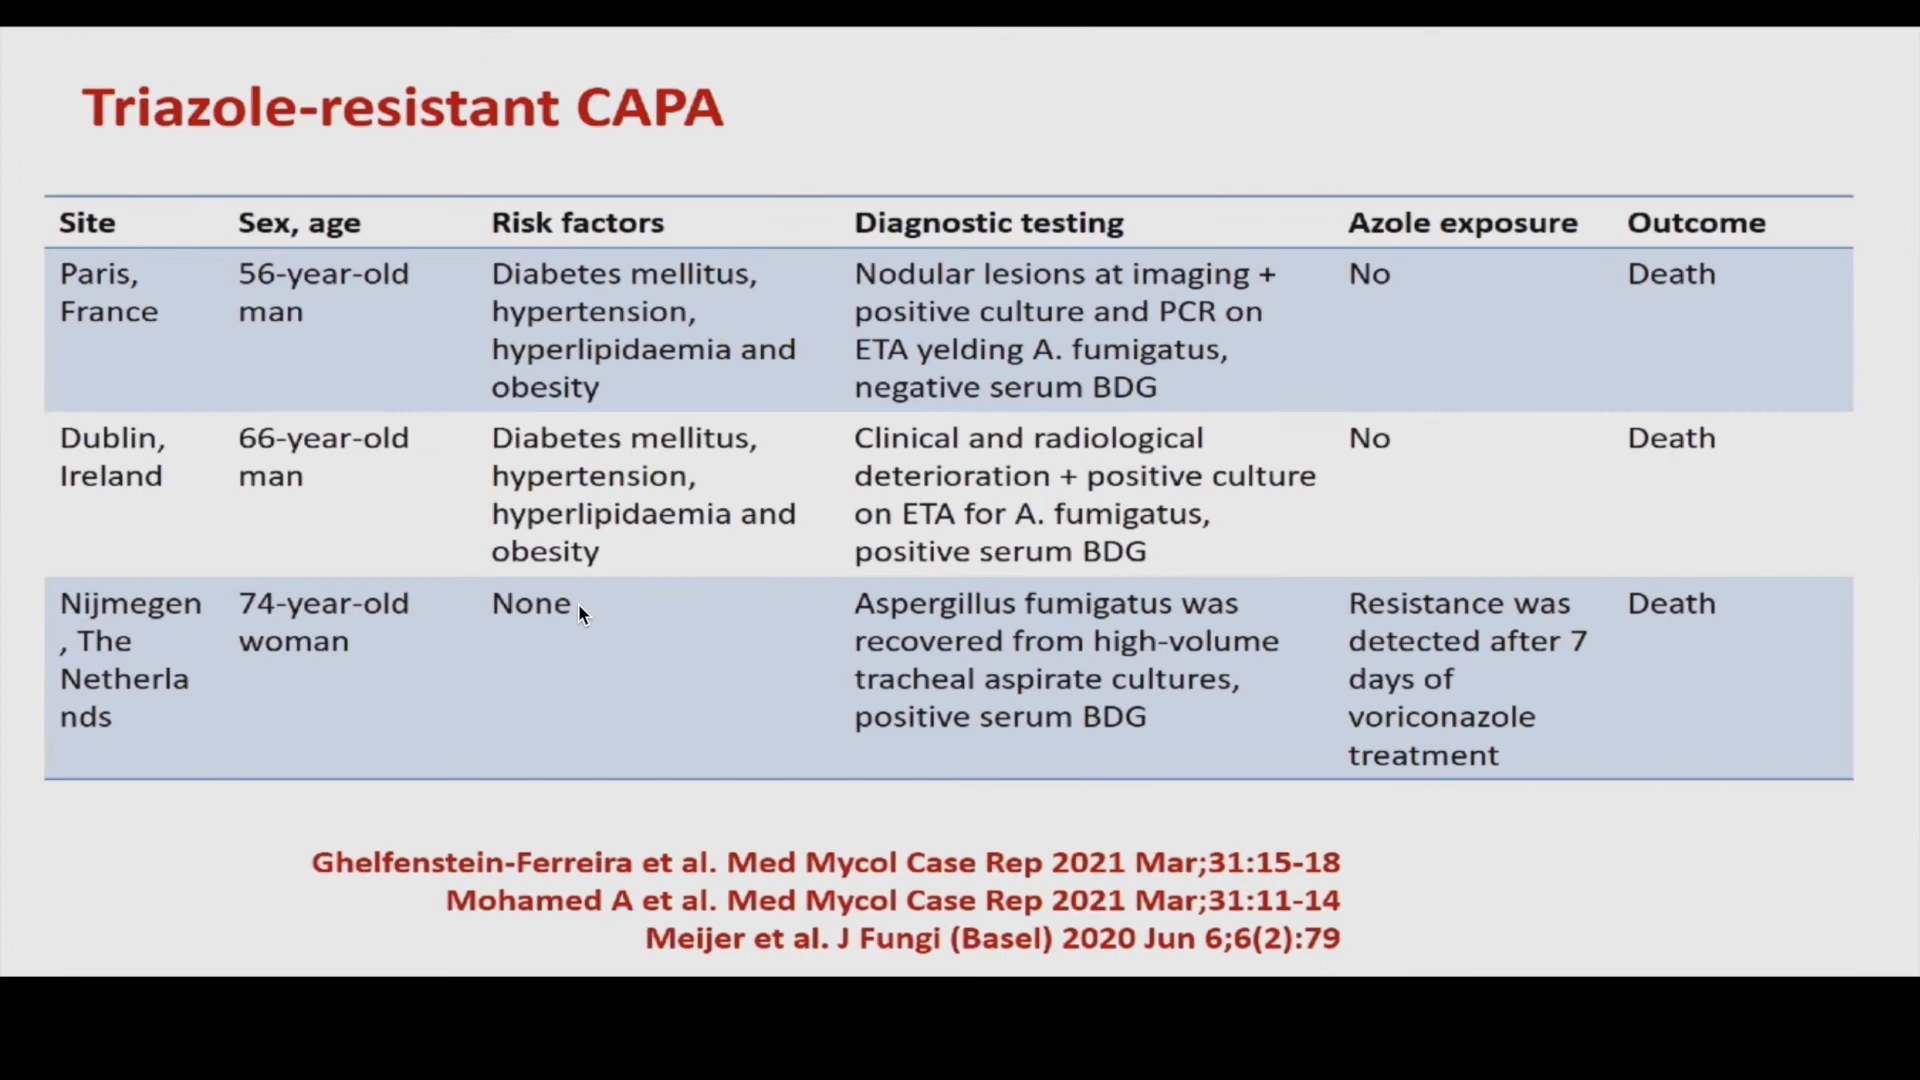 Triazole-resistant CAPA
Site Sex, age Risk factors Diagnostic testing Azole exposure Outcome
Paris, 56-year-old Diabetes mellitus, Nodular lesions at imaging + No Death
France man hypertension, positive culture and PCR on
hyperlipidaemia and ETA yelding A. fumigatus,
obesity negative serum BDG
Dublin, 66-year-old Diabetes mellitus, Clinical and radiological No Death
Ireland man hypertension, deterioration + positive culture
hyperlipidaemia and on ETA for A. fumigatus,
obesity positive serum BDG
Nijmegen 74-year-old None Aspergillus fumigatus was Resistance was Death
, The woman recovered from high-volume detected after 7
Netherla tracheal aspirate cultures, days of
nds positive serum BDG voriconazole
treatment
Ghelfenstein-Ferreira et al. Med Mycol Case Rep 2021 Mar;31:15-18
Mohamed A et al. Med Mycol Case Rep 2021 Mar;31:11-14
Meijer et al. J Fungi (Basel) 2020 Jun 6;6(2):79